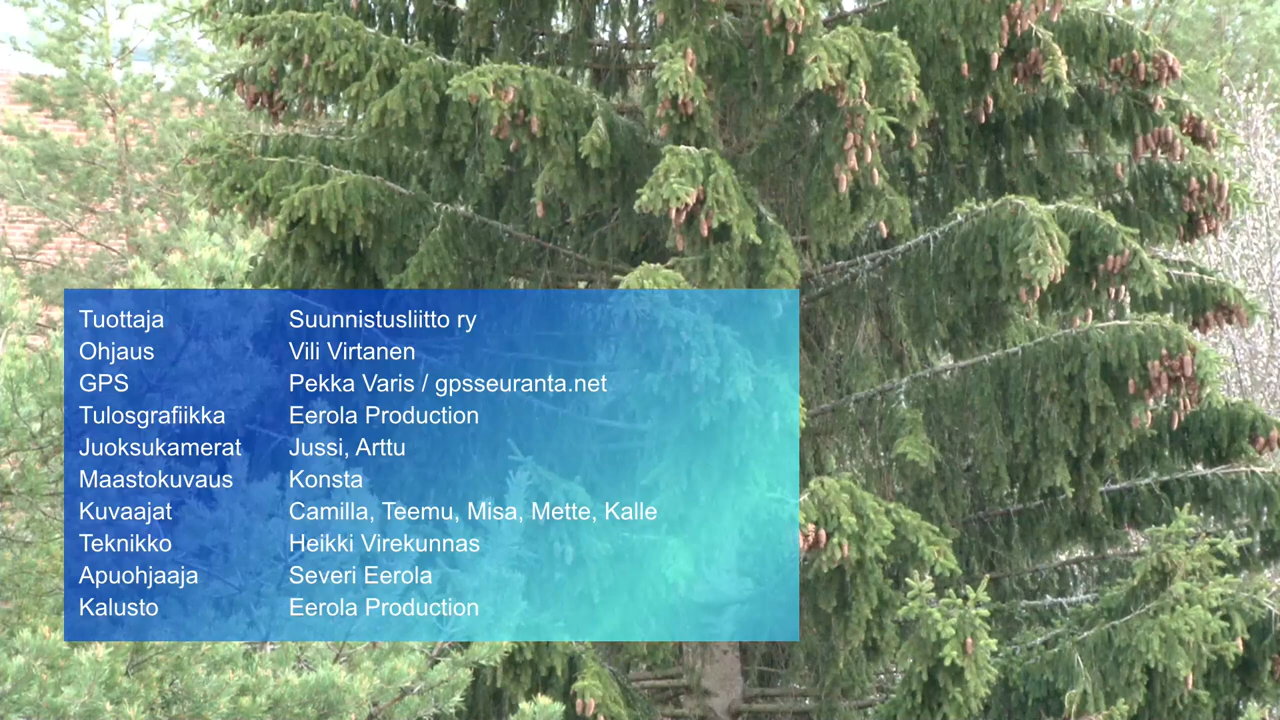 Tuottaja Suunnistusliitto ry
Ohjaus Vili Virtanen
GPS Pekka Varis / gpsseuranta.net
Tulosgrafiikka Eerola Production
Juoksukamerat Jussi, Arttu
Maastokuvaus Konsta
Kuvaajat Camilla, Teemu, Misa, Mette, Kalle
Teknikko Heikki Virekunnas
Apuohjaaja Severi Eerola
Kalusto Eerola Production